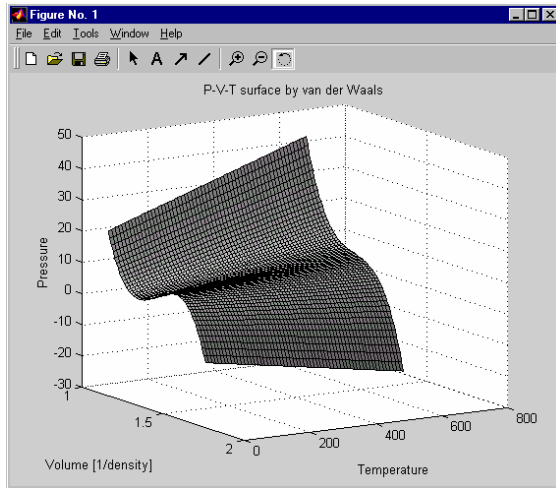 Figure No. 1
File Edit Tools Window Help
A
P-V-T surface by van der Waals
50
40
30
20
10
0
-10
-20
-30
Pressure
1
1.5
2
Volume [1/density]
0
200
400
600
800
Temperature